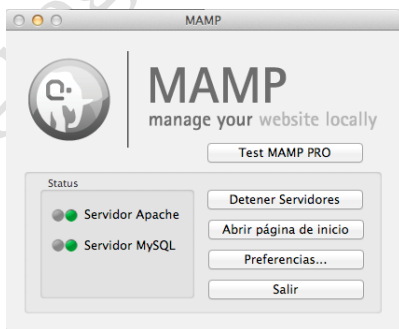 MAMP
MAMP
manage your website locally
Test MAMP PRO
Status
Servidor Apache
Servidor MySQL
Detener Servidores
Abrir página de inicio
Preferencias...
Salir